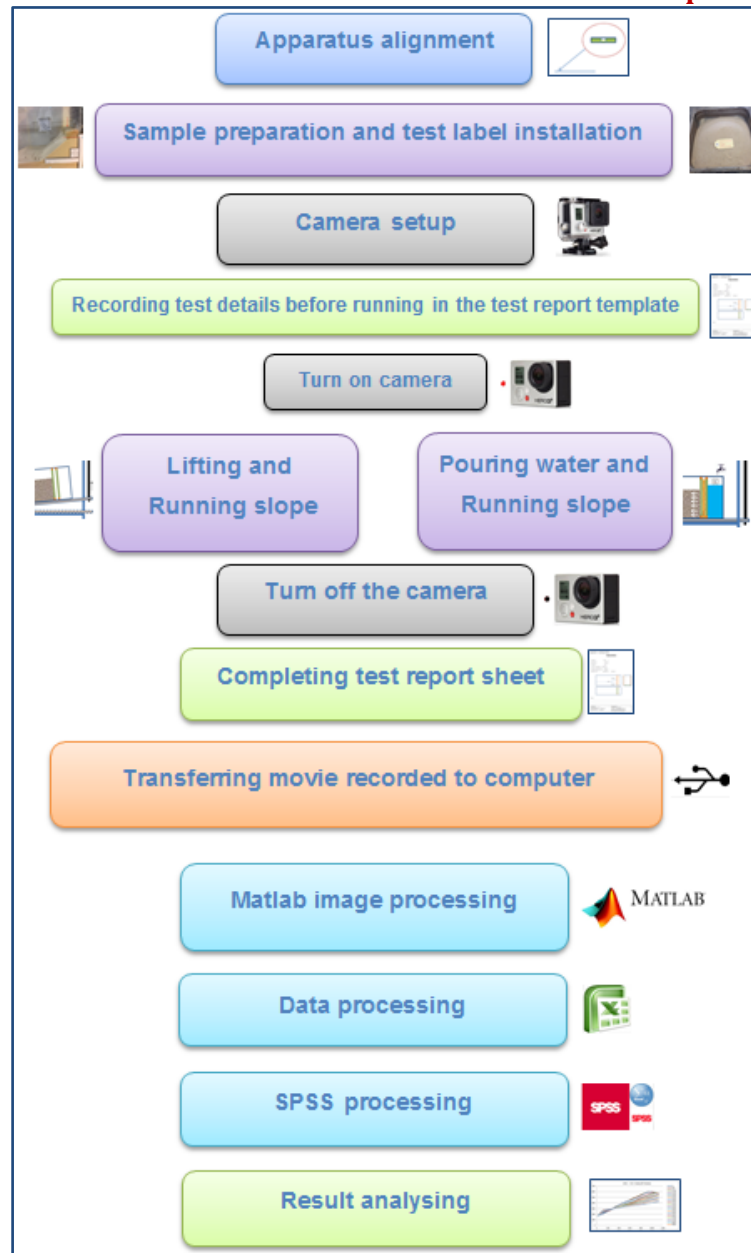 Apparatus alignment
Sample preparation and test label installation
Camera setup
Recording test details before running in the test report template
Turn on camera
Lifting and
Running slope
Pouring water and
Running slope
Turn off the camera
Completing test report sheet
Transferring movie recorded to computer
Matlab image processing
MATLAB
Data processing
SPSS processing
SPSS
SPSS
Result analysing